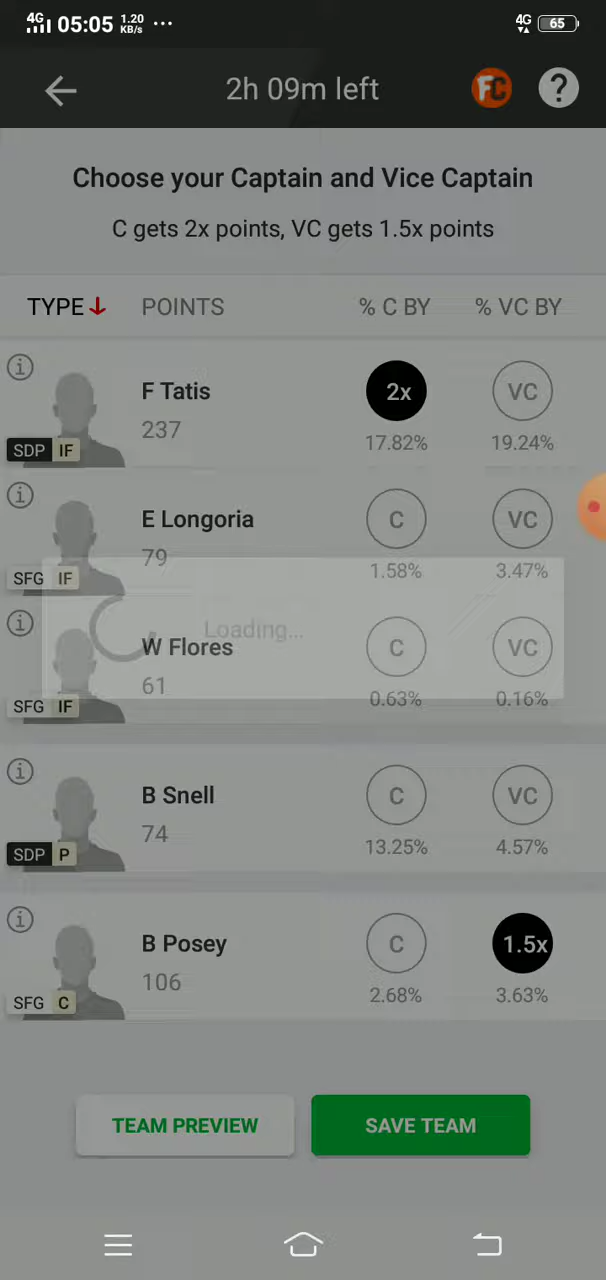 4G 05:05 1.20 KB/s ... 4G 65
2h 09m left FC ?
Choose your Captain and Vice Captain
C gets 2x points, VC gets 1.5x points
TYPE POINTS % C BY % VC BY
F Tatis 2x VC
237
SDP IF 17.82% 19.24%
E Longoria C VC
79
SFG IF 1.58% 3.47%
Loading...
W Flores C VC
61
SFG IF 0.63% 0.16%
B Snell C VC
74
SDP P 13.25% 4.57%
B Posey C 1.5x
106
SFG C 2.68% 3.63%
TEAM PREVIEW SAVE TEAM